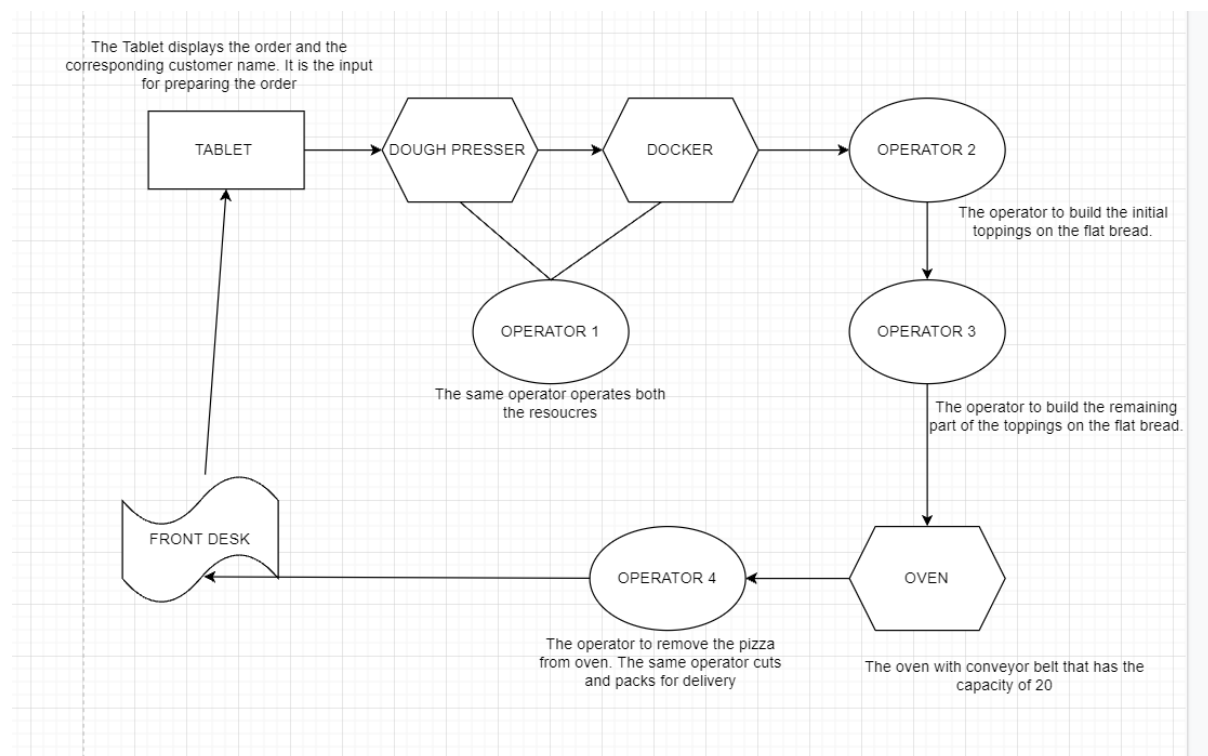 The Tablet displays the order and the
corresponding customer name. It is the input
for preparing the order
TABLET
DOUGH PRESSER
DOCKER
OPERATOR 2
The operator to build the initial
toppings on the flat bread.
OPERATOR 1
OPERATOR 3
The same operator operates both
the resoucres
The operator to build the remaining
part of the toppings on the flat bread.
FRONT DESK
OPERATOR 4
OVEN
The operator to remove the pizza
from oven. The same operator cuts
and packs for delivery
The oven with conveyor belt that has the
capacity of 20